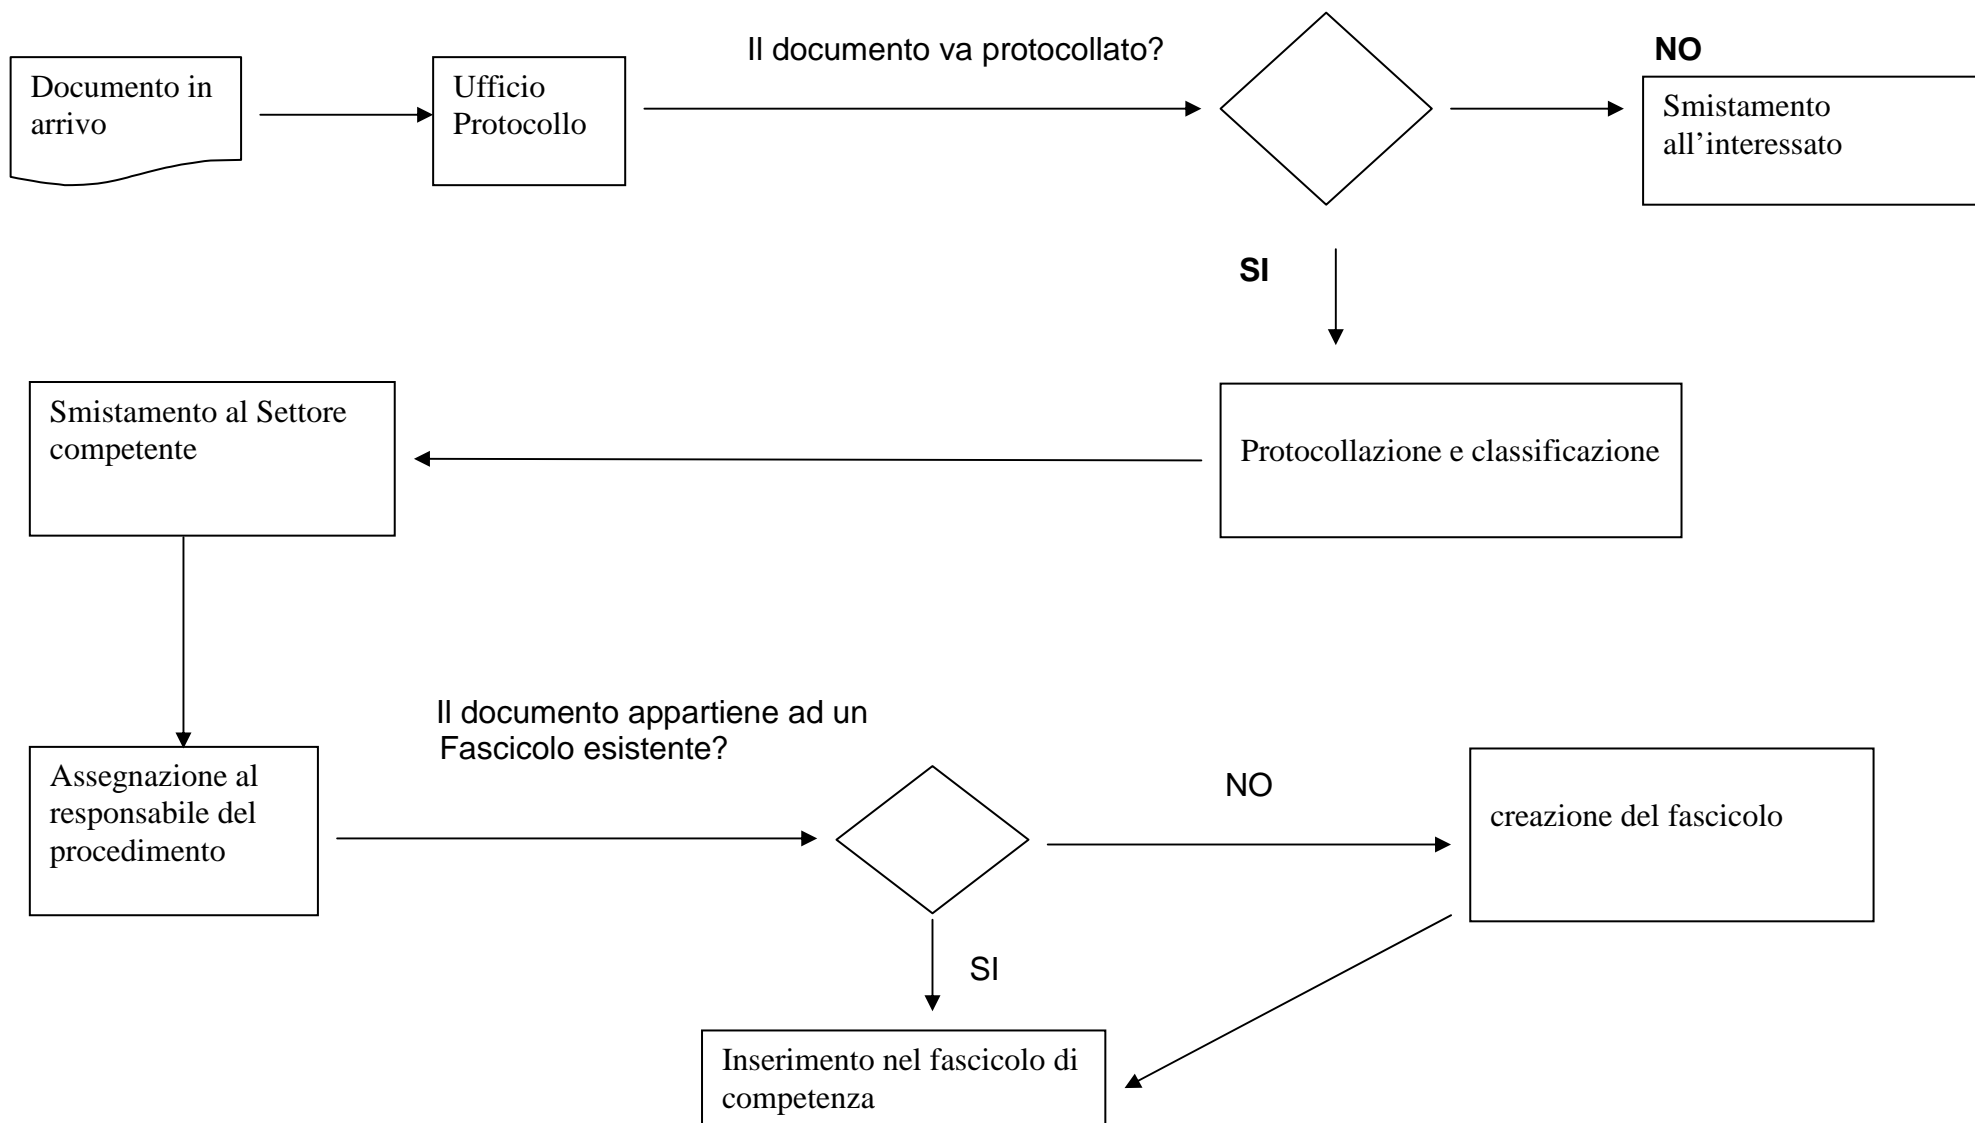 Il documento va protocollato?
NO
Documento in
arrivo
Ufficio
Protocollo
Smistamento
all’interessato
SI
Smistamento al Settore
competente
Protocollazione e classificazione
Il documento appartiene ad un
Fascicolo esistente?
Assegnazione al
responsabile del
procedimento
NO
creazione del fascicolo
SI
Inserimento nel fascicolo di
competenza